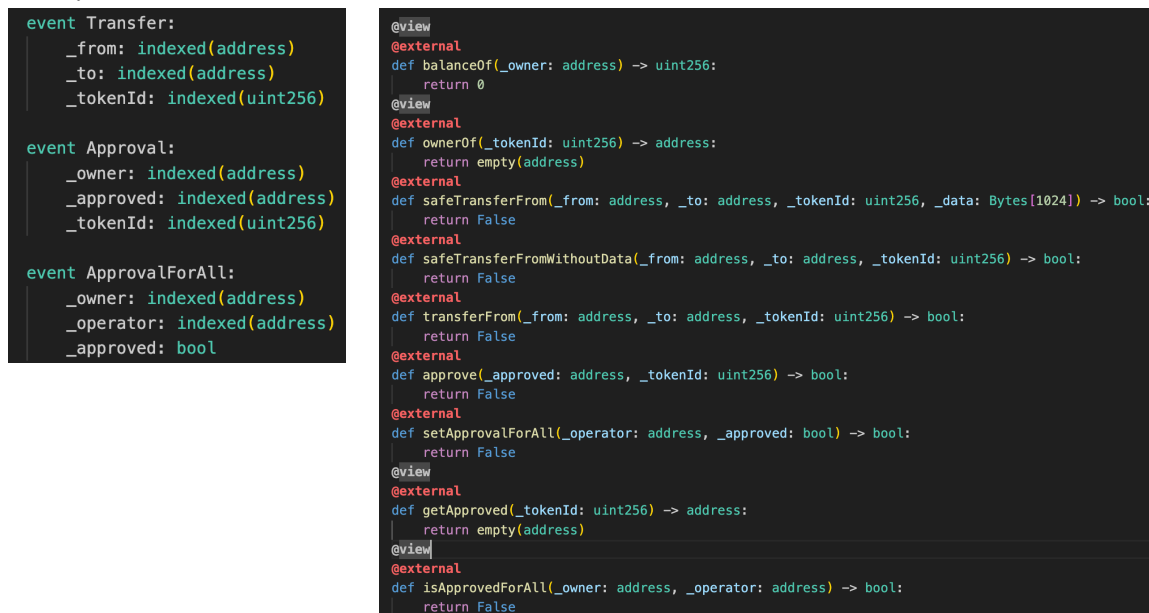 event Transfer:
    _from: indexed(address)
    _to: indexed(address)
    _tokenId: indexed(uint256)

event Approval:
    _owner: indexed(address)
    _approved: indexed(address)
    _tokenId: indexed(uint256)

event ApprovalForAll:
    _owner: indexed(address)
    _operator: indexed(address)
    _approved: bool

@view
@external
def balanceOf(_owner: address) -> uint256:
    return 0
@view
@external
def ownerOf(_tokenId: uint256) -> address:
    return empty(address)
@external
def safeTransferFrom(_from: address, _to: address, _tokenId: uint256, _data: Bytes[1024]) -> bool:
    return False
@external
def safeTransferFromWithoutData(_from: address, _to: address, _tokenId: uint256) -> bool:
    return False
@external
def transferFrom(_from: address, _to: address, _tokenId: uint256) -> bool:
    return False
@external
def approve(_approved: address, _tokenId: uint256) -> bool:
    return False
@external
def setApprovalForAll(_operator: address, _approved: bool) -> bool:
    return False
@view
@external
def getApproved(_tokenId: uint256) -> address:
    return empty(address)
@view
@external
def isApprovedForAll(_owner: address, _operator: address) -> bool:
    return False